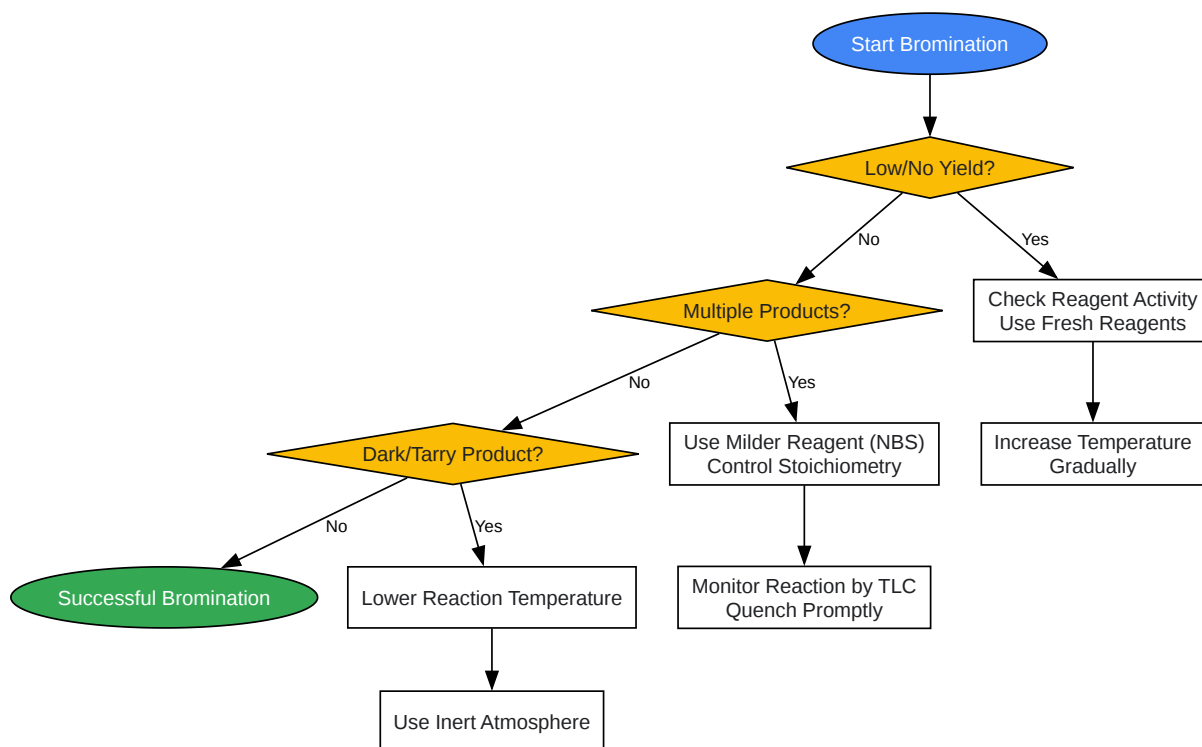 Start Bromination
Low/No Yield?
No
Yes
Multiple Products?
Check Reagent Activity
Use Fresh Reagents
No
Yes
Dark/Tarry Product?
Use Milder Reagent (NBS)
Control Stoichiometry
Increase Temperature
Gradually
No
Yes
Successful Bromination
Lower Reaction Temperature
Monitor Reaction by TLC
Quench Promptly
Use Inert Atmosphere